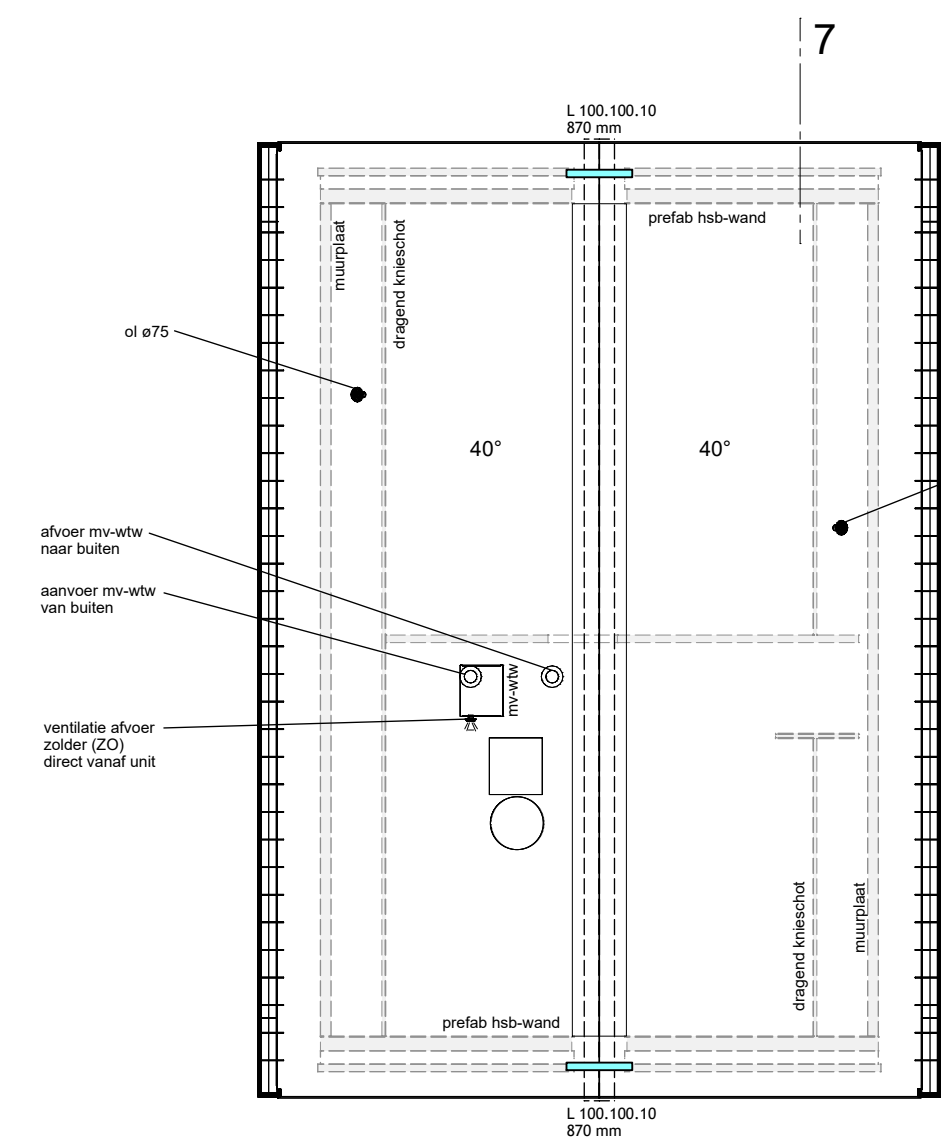 7
L 100.100.10
870 mm
prefab hsb-wand
muurplaat
dragend knieschot
ol ø75
40°
40°
afvoer mv-wtw
naar buiten
aanvoer mv-wtw
van buiten
mv-wtw
ventilatie afvoer
zolder (ZO)
direct vanaf unit
dragend knieschot
muurplaat
prefab hsb-wand
L 100.100.10
870 mm